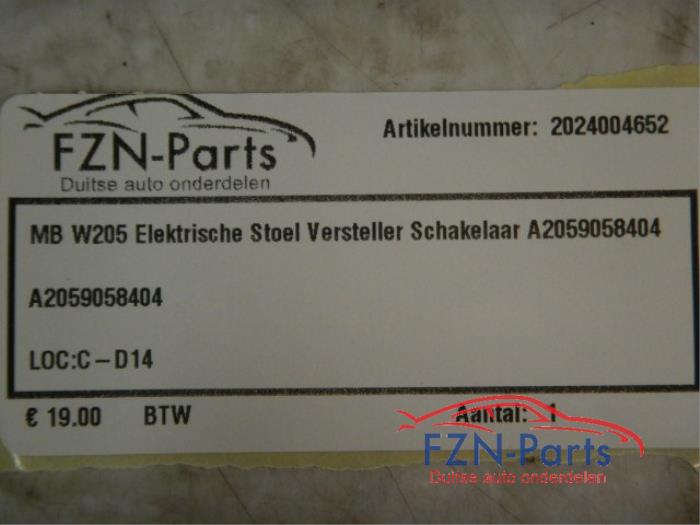 FZN-Parts
Duitse auto onderdelen
Artikelnummer: 2024004652
MB W205 Elektrische Stoel Versteller Schakelaar A2059058404
A2059058404
LOC:C-D14
€ 19.00 BTW Aantal: 1
FZN-Parts
Duitse auto onderdelen